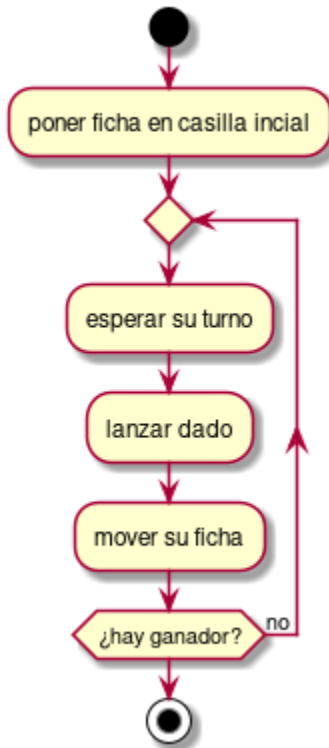 poner ficha en casilla incial
esperar su turno
lanzar dado
mover su ficha
¿hay ganador?
no